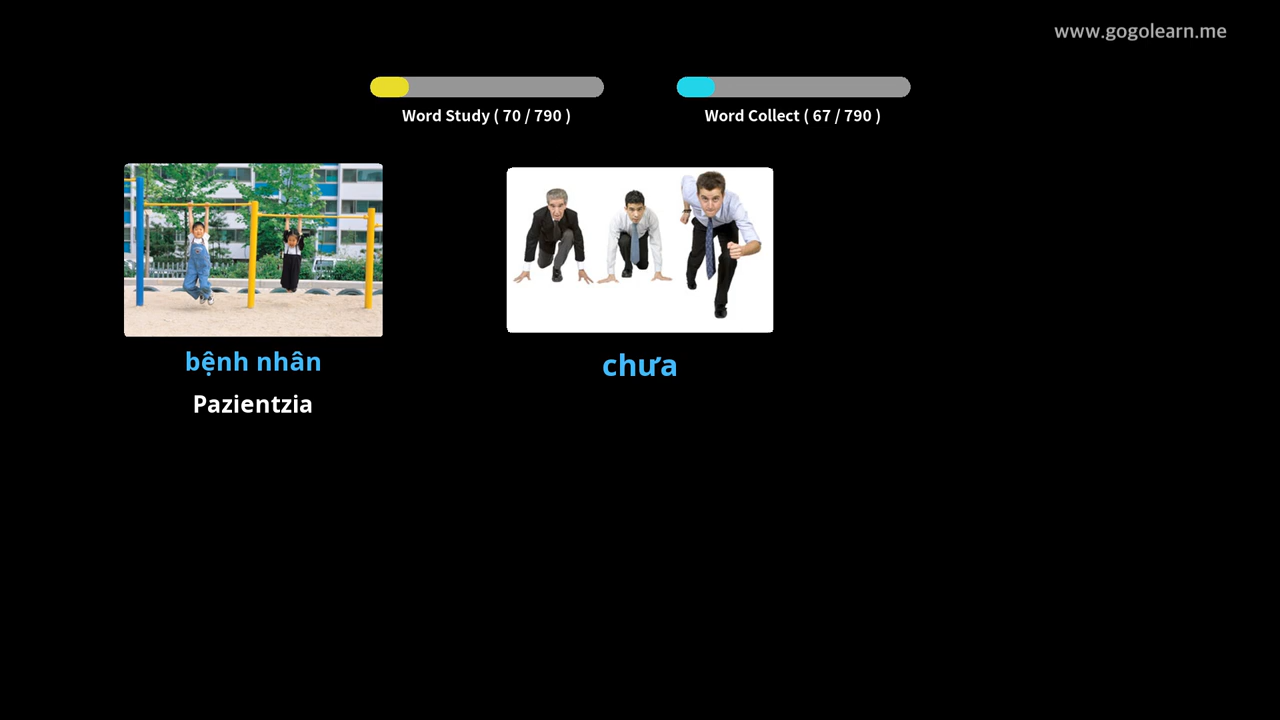 www.gogolearn.me
Word Study ( 70 / 790 )
Word Collect ( 67 / 790 )
bệnh nhân
Pazientzia
chưa